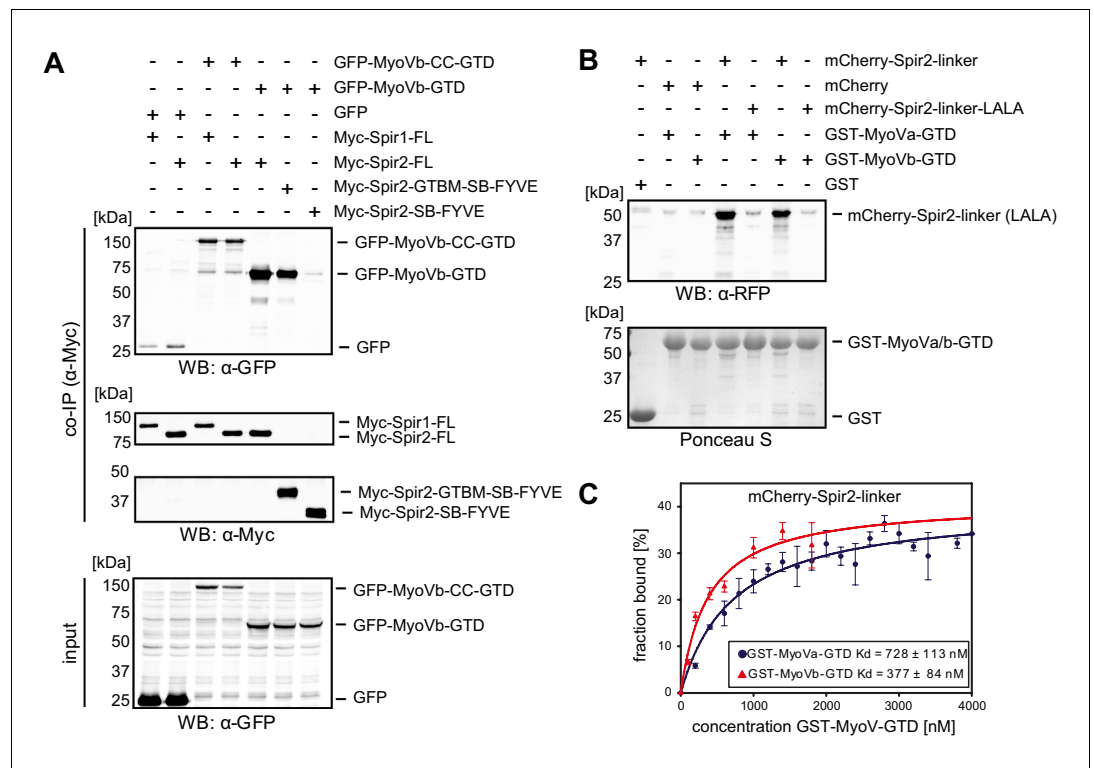 A
- - + + - - - GFP-MyoVb-CC-GTD
- - - - + + + GFP-MyoVb-GTD
+ + - - - - - GFP
+ - + - - - - Myc-Spir1-FL
- + - + + - - Myc-Spir2-FL
- - - - - + - Myc-Spir2-GTBM-SB-FYVE
- - - - - - + Myc-Spir2-SB-FYVE
[kDa]
150
75
50
37
25
GFP-MyoVb-CC-GTD
GFP-MyoVb-GTD
GFP
WB: α-GFP
[kDa]
150
75
Myc-Spir1-FL
Myc-Spir2-FL
50
37
Myc-Spir2-GTBM-SB-FYVE
Myc-Spir2-SB-FYVE
WB: α-Myc
co-IP (α-Myc)
[kDa]
150
75
50
37
25
GFP-MyoVb-CC-GTD
GFP-MyoVb-GTD
GFP
WB: α-GFP
input
B
+ - - + - + - mCherry-Spir2-linker
- + + - - - - mCherry
- - - - + - + mCherry-Spir2-linker-LALA
- + - + + - - GST-MyoVa-GTD
- - + - - + + GST-MyoVb-GTD
+ - - - - - - GST
[kDa]
50
37
25
mCherry-Spir2-linker (LALA)
WB: α-RFP
[kDa]
75
50
37
25
GST-MyoVa/b-GTD
GST
Ponceau S
C
mCherry-Spir2-linker
fraction bound [%]
40
30
20
10
0
GST-MyoVa-GTD Kd = 728 ± 113 nM
GST-MyoVb-GTD Kd = 377 ± 84 nM
0 1000 2000 3000 4000
concentration GST-MyoV-GTD [nM]